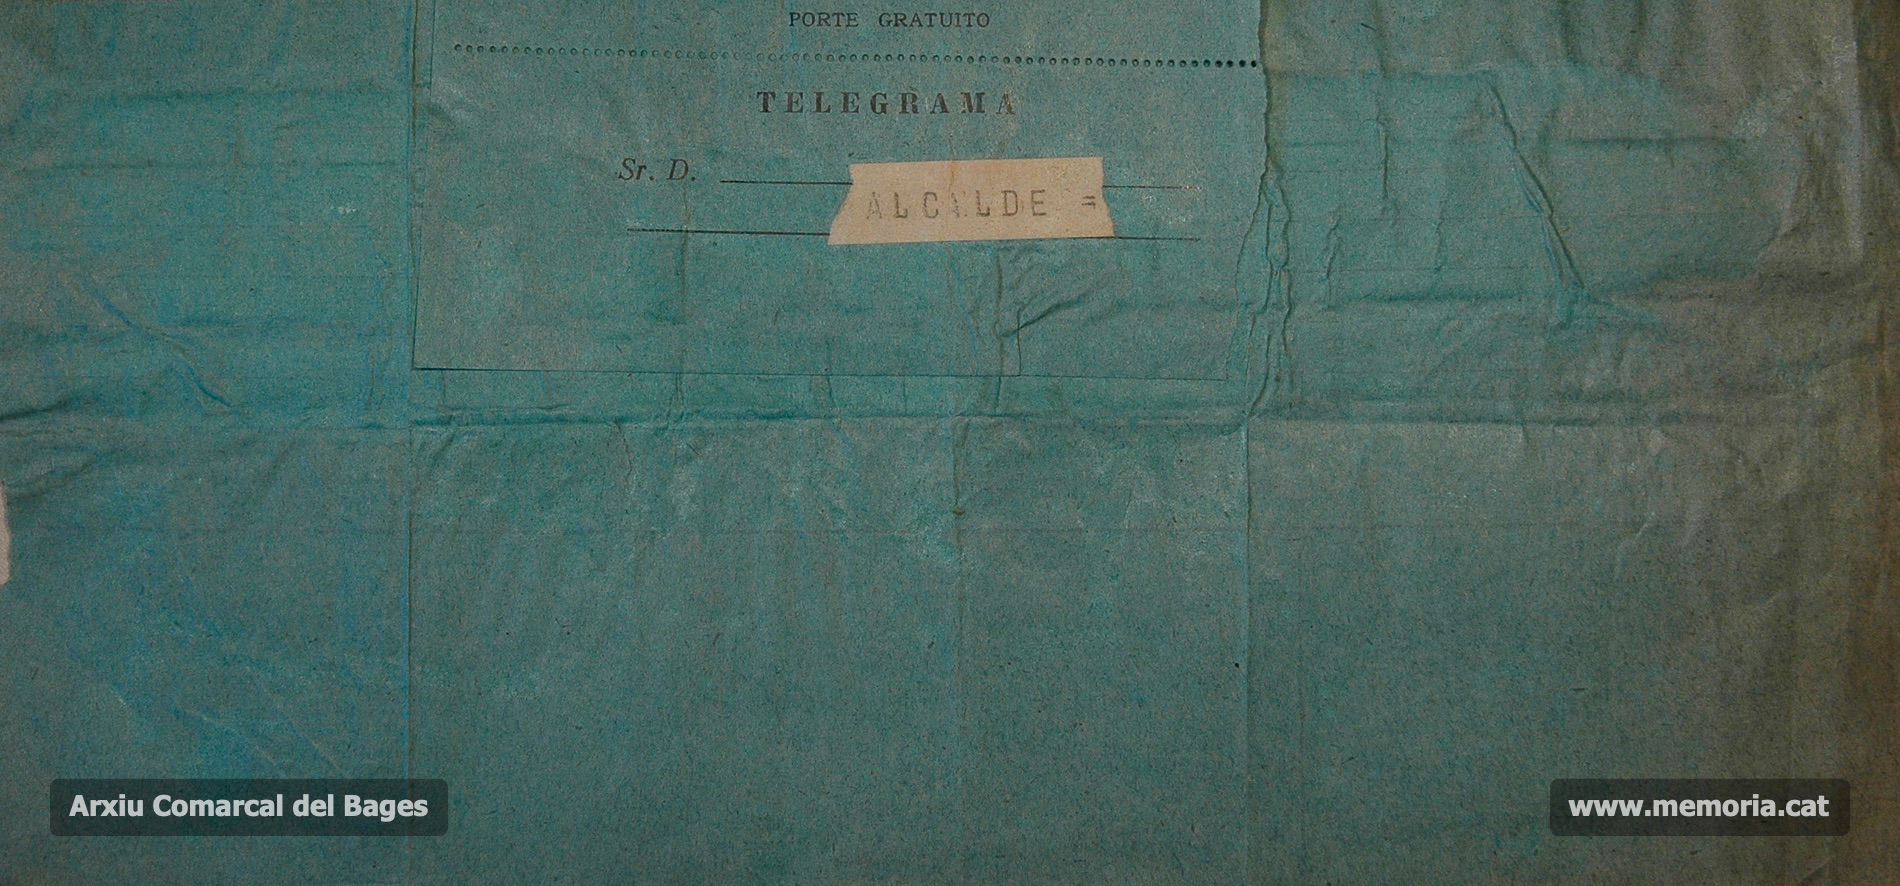 PORTE GRATUITO
TELEGRAMA
Sr. D.
ALCALDE =
Arxiu Comarcal del Bages
www.memoria.cat